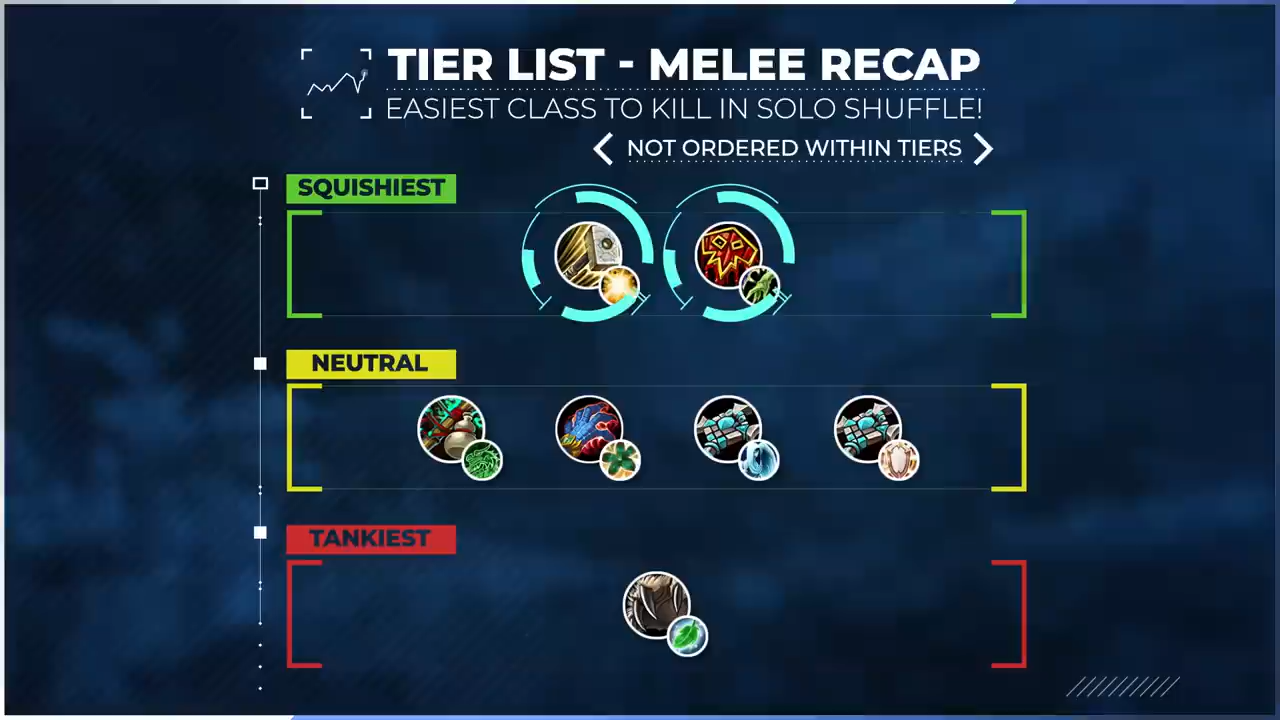 TIER LIST - MELEE RECAP
EASIEST CLASS TO KILL IN SOLO SHUFFLE!
NOT ORDERED WITHIN TIERS
SQUISHIEST
NEUTRAL
TANKIEST